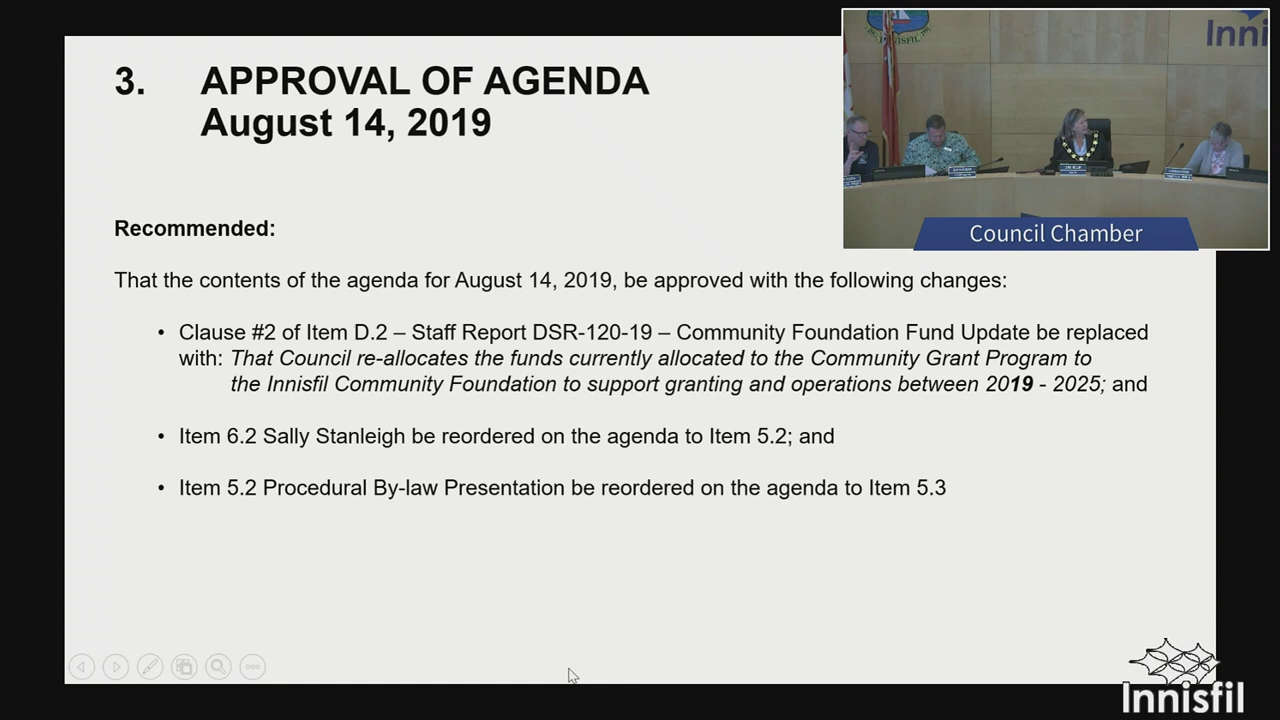 3. APPROVAL OF AGENDA
August 14, 2019
Recommended:
That the contents of the agenda for August 14, 2019, be approved with the following changes:
• Clause #2 of Item D.2 – Staff Report DSR-120-19 – Community Foundation Fund Update be replaced
with: That Council re-allocates the funds currently allocated to the Community Grant Program to
the Innisfil Community Foundation to support granting and operations between 2019 - 2025; and
• Item 6.2 Sally Stanleigh be reordered on the agenda to Item 5.2; and
• Item 5.2 Procedural By-law Presentation be reordered on the agenda to Item 5.3
INNISFIL
Inni
Council Chamber
Innisfil